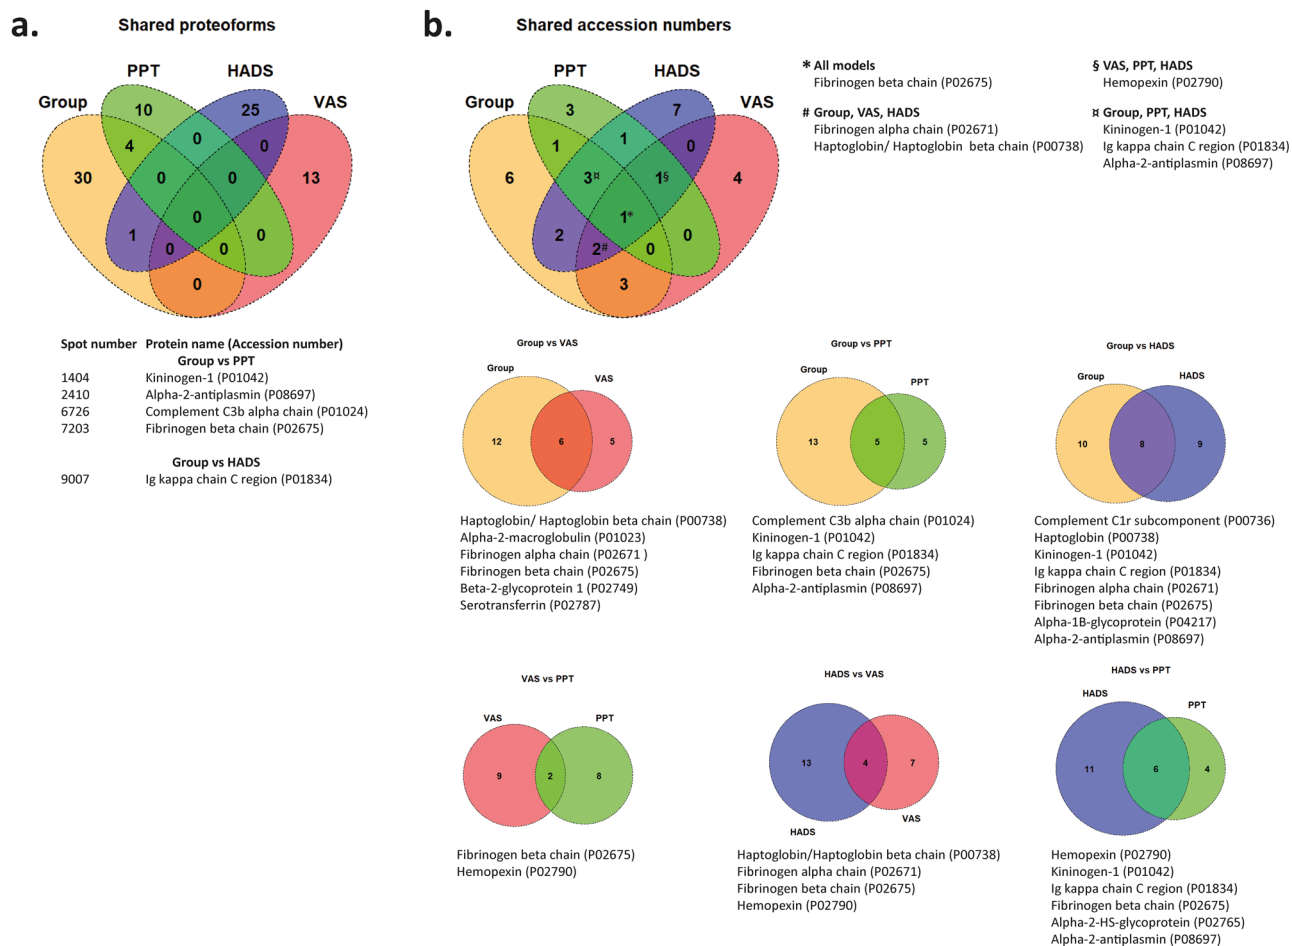 a.
Shared proteoforms
PPT
HADS
Group
VAS
10
25
0
4
0
30
0
0
13
0
1
0
0
0
0
Spot number Protein name (Accession number)
Group vs PPT
1404 Kininogen-1 (P01042)
2410 Alpha-2-antiplasmin (P08697)
6726 Complement C3b alpha chain (P01024)
7203 Fibrinogen beta chain (P02675)
Group vs HADS
9007 Ig kappa chain C region (P01834)
b.
Shared accession numbers
PPT
HADS
Group
VAS
3
7
1
1
0
6
3¤
1§
4
1*
2
2#
0
0
3
* All models
Fibrinogen beta chain (P02675)
# Group, VAS, HADS
Fibrinogen alpha chain (P02671)
Haptoglobin/ Haptoglobin beta chain (P00738)
§ VAS, PPT, HADS
Hemopexin (P02790)
¤ Group, PPT, HADS
Kininogen-1 (P01042)
Ig kappa chain C region (P01834)
Alpha-2-antiplasmin (P08697)
Group vs VAS
Group
VAS
12
6
5
Haptoglobin/ Haptoglobin beta chain (P00738)
Alpha-2-macroglobulin (P01023)
Fibrinogen alpha chain (P02671 )
Fibrinogen beta chain (P02675)
Beta-2-glycoprotein 1 (P02749)
Serotransferrin (P02787)
Group vs PPT
Group
PPT
13
5
5
Complement C3b alpha chain (P01024)
Kininogen-1 (P01042)
Ig kappa chain C region (P01834)
Fibrinogen beta chain (P02675)
Alpha-2-antiplasmin (P08697)
Group vs HADS
Group
HADS
10
8
9
Complement C1r subcomponent (P00736)
Haptoglobin (P00738)
Kininogen-1 (P01042)
Ig kappa chain C region (P01834)
Fibrinogen alpha chain (P02671)
Fibrinogen beta chain (P02675)
Alpha-1B-glycoprotein (P04217)
Alpha-2-antiplasmin (P08697)
VAS vs PPT
VAS
PPT
9
2
8
Fibrinogen beta chain (P02675)
Hemopexin (P02790)
HADS vs VAS
13
4
7
HADS
VAS
Haptoglobin/Haptoglobin beta chain (P00738)
Fibrinogen alpha chain (P02671)
Fibrinogen beta chain (P02675)
Hemopexin (P02790)
HADS vs PPT
HADS
PPT
11
6
4
Hemopexin (P02790)
Kininogen-1 (P01042)
Ig kappa chain C region (P01834)
Fibrinogen beta chain (P02675)
Alpha-2-HS-glycoprotein (P02765)
Alpha-2-antiplasmin (P08697)